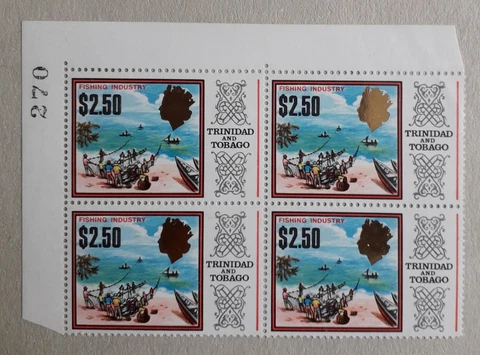 270
FISHING INDUSTRY
$2.50
TRINIDAD
AND
TOBAGO
FISHING INDUSTRY
$2.50
TRINIDAD
AND
TOBAGO
FISHING INDUSTRY
$2.50
TRINIDAD
AND
TOBAGO
FISHING INDUSTRY
$2.50
TRINIDAD
AND
TOBAGO